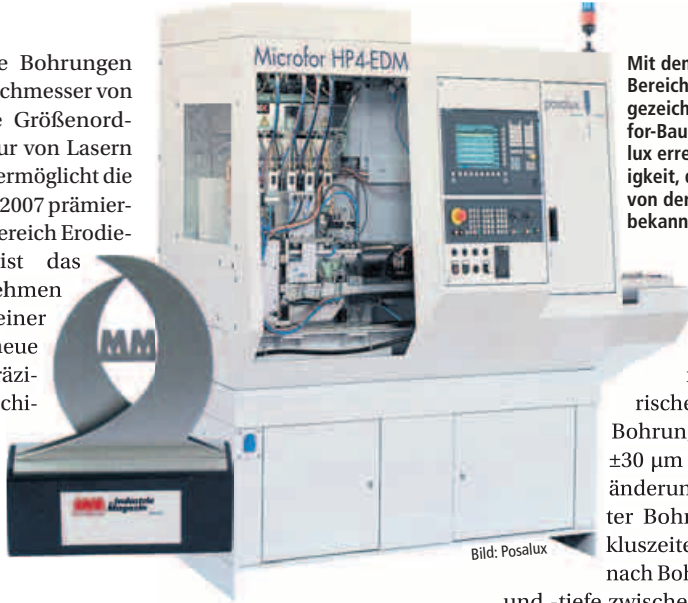 e Bohrungen
chmesser von
e Größenord-
ur von Lasern
ermöglicht die
2007 prämier-
ereich Erodie-
ist das
ehmen
einer
neue
räzi-
chi-
Microfor HP4-EDM
posalux
MM
Industrie
Magazin
Bild: Posalux
Mit den
Bereich
gezeich
for-Bau
lux erre
igkeit, d
von der
bekann
rische
Bohrun
±30 µm
änderun
ter Bohr
kluszeite
nach Boh
und -tiefe zwische